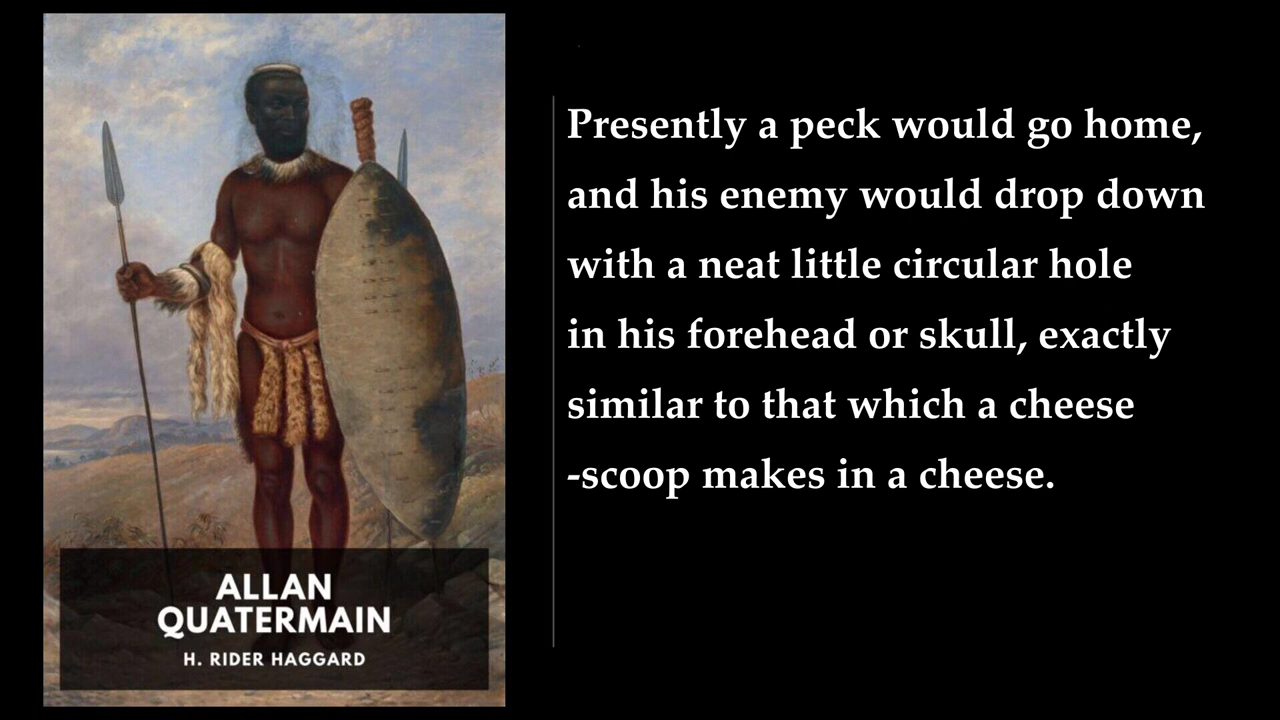 ALLAN
QUATERMAIN
H. RIDER HAGGARD
Presently a peck would go home,
and his enemy would drop down
with a neat little circular hole
in his forehead or skull, exactly
similar to that which a cheese
-scoop makes in a cheese.